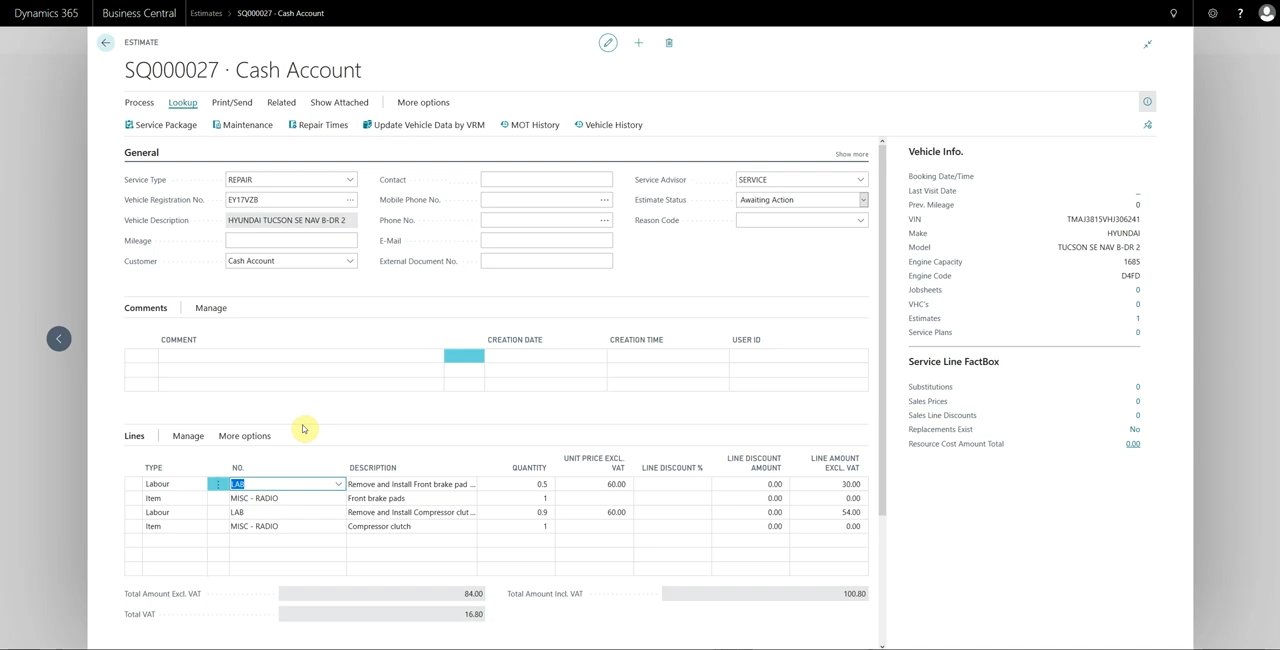 Dynamics 365 Business Central Estimates > SQ000027 · Cash Account ?
ESTIMATE
SQ000027 · Cash Account
Process Lookup Print/Send Related Show Attached More options
Service Package Maintenance Repair Times Update Vehicle Data by VRM MOT History Vehicle History
General Show more
Service Type REPAIR Contact Service Advisor SERVICE
Vehicle Registration No. EY17VZB Mobile Phone No. Estimate Status Awaiting Action
Vehicle Description HYUNDAI TUCSON SE NAV B-DR 2 Phone No. Reason Code
Mileage E-Mail
Customer Cash Account External Document No.
Comments Manage
COMMENT CREATION DATE CREATION TIME USER ID
Lines Manage More options
TYPE NO. DESCRIPTION QUANTITY UNIT PRICE EXCL. VAT LINE DISCOUNT % LINE DISCOUNT AMOUNT LINE AMOUNT EXCL. VAT
Labour LAB Remove and Install Front brake pad ... 0.5 60.00 0.00 30.00
Item MISC - RADIO Front brake pads 1 0.00 0.00
Labour LAB Remove and Install Compressor clut... 0.9 60.00 0.00 54.00
Item MISC - RADIO Compressor clutch 1 0.00 0.00
Total Amount Excl. VAT 84.00 Total Amount Incl. VAT 100.80
Total VAT 16.80
Vehicle Info.
Booking Date/Time
Last Visit Date _
Prev. Mileage 0
VIN TMAJ3815VHJ306241
Make HYUNDAI
Model TUCSON SE NAV B-DR 2
Engine Capacity 1685
Engine Code D4FD
Jobsheets 0
VHC's 0
Estimates 1
Service Plans 0
Service Line FactBox
Substitutions 0
Sales Prices 0
Sales Line Discounts 0
Replacements Exist No
Resource Cost Amount Total 0.00